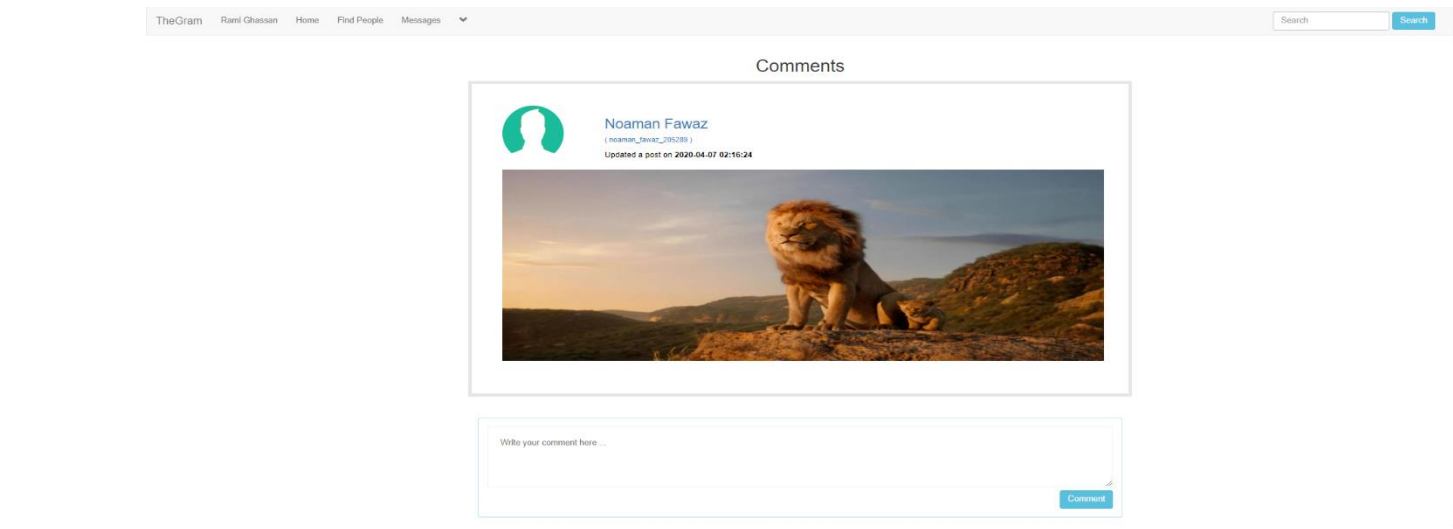 TheGram Rami Ghassan Home Find People Messages Search Search
Comments
Noaman Fawaz
( noaman_fawaz_205289 )
Updated a post on 2020-04-07 02:16:24
Write your comment here ...
Comment